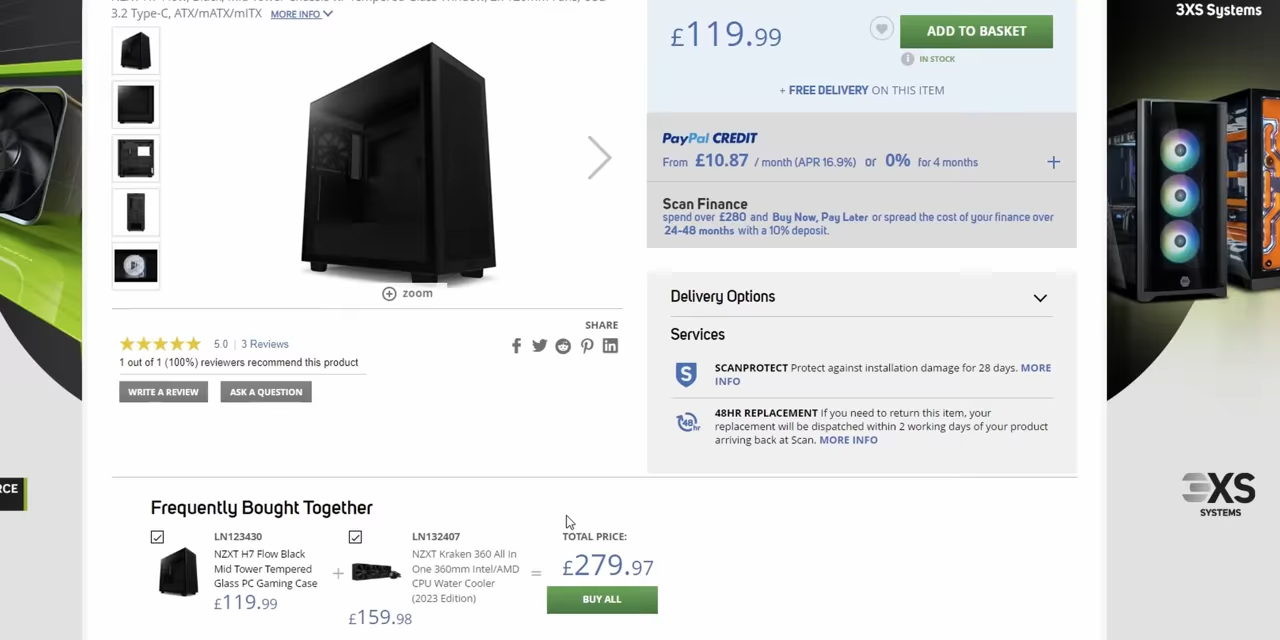 3.2 Type-C, ATX/mATX/mITX MORE INFO
£119.99
ADD TO BASKET
IN STOCK
+ FREE DELIVERY ON THIS ITEM
PayPal CREDIT
From £10.87 / month (APR 16.9%) or 0% for 4 months
Scan Finance
spend over £280 and Buy Now, Pay Later or spread the cost of your finance over
24-48 months with a 10% deposit.
zoom
Delivery Options
Services
SCANPROTECT Protect against installation damage for 28 days. MORE
INFO
48HR REPLACEMENT If you need to return this item, your
replacement will be dispatched within 2 working days of your product
arriving back at Scan. MORE INFO
SHARE
5.0 | 3 Reviews
1 out of 1 (100%) reviewers recommend this product
WRITE A REVIEW
ASK A QUESTION
Frequently Bought Together
LN123430
NZXT H7 Flow Black
Mid Tower Tempered
Glass PC Gaming Case
£119.99
+
LN132407
NZXT Kraken 360 All In
One 360mm Intel/AMD
CPU Water Cooler
(2023 Edition)
£159.98
=
TOTAL PRICE:
£279.97
BUY ALL
3XS Systems
3XS
SYSTEMS
RCE